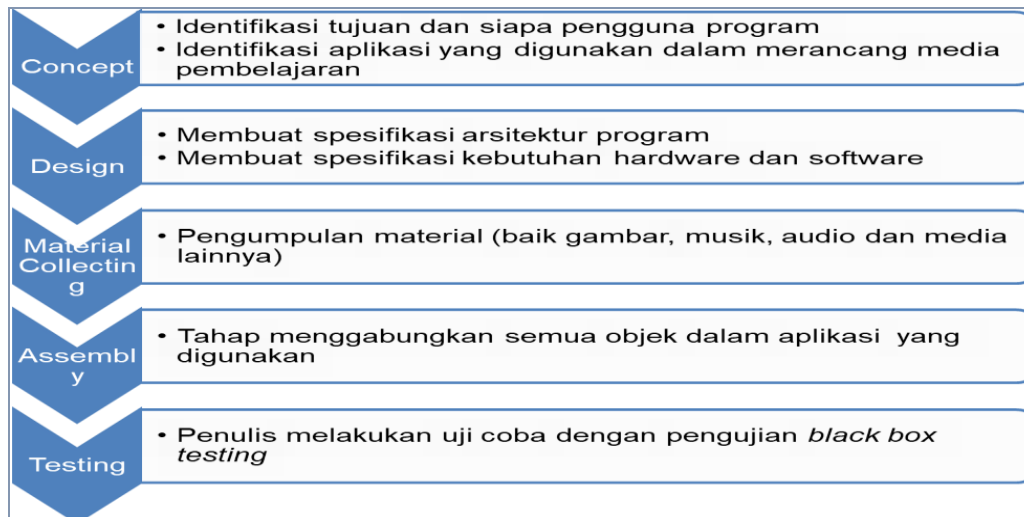 Concept
• Identifikasi tujuan dan siapa pengguna program
• Identifikasi aplikasi yang digunakan dalam merancang media
pembelajaran
Design
• Membuat spesifikasi arsitektur program
• Membuat spesifikasi kebutuhan hardware dan software
Material
Collectin
g
• Pengumpulan material (baik gambar, musik, audio dan media
lainnya)
Assembl
y
• Tahap menggabungkan semua objek dalam aplikasi yang
digunakan
Testing
• Penulis melakukan uji coba dengan pengujian black box
testing